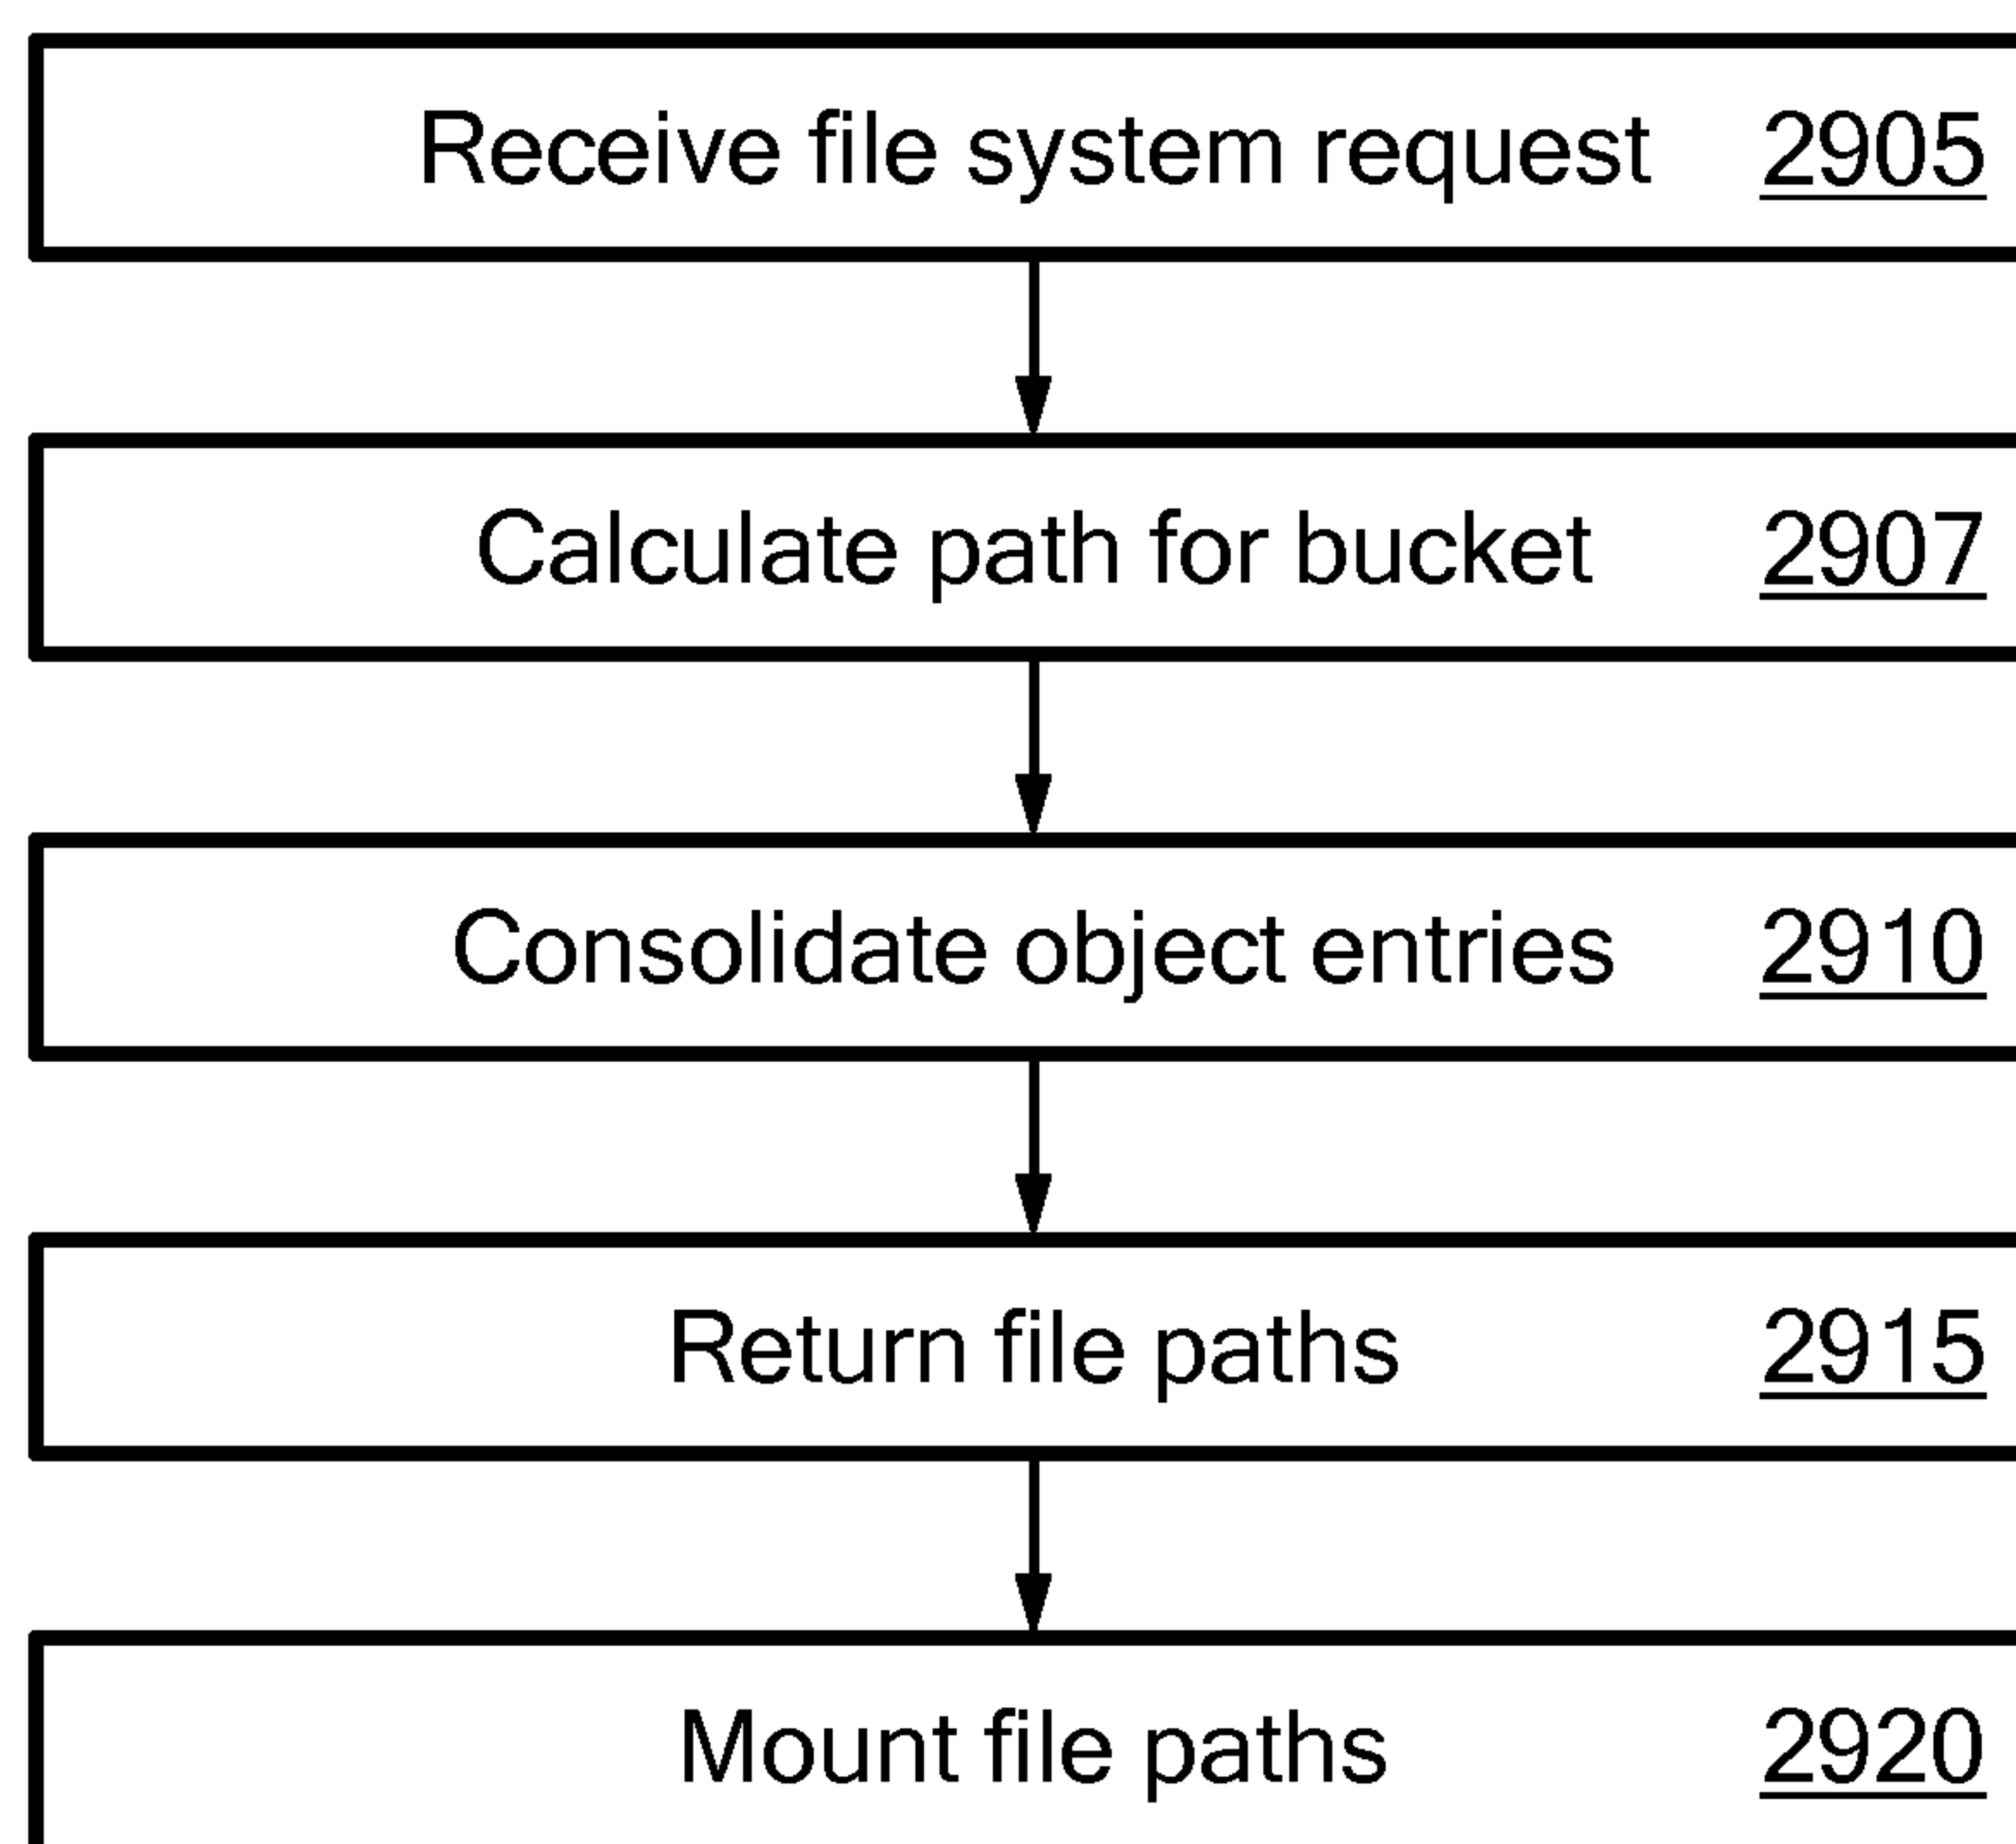 Receive file system request 2905
Calculate path for bucket 2907
Consolidate object entries 2910
Return file paths 2915
Mount file paths 2920